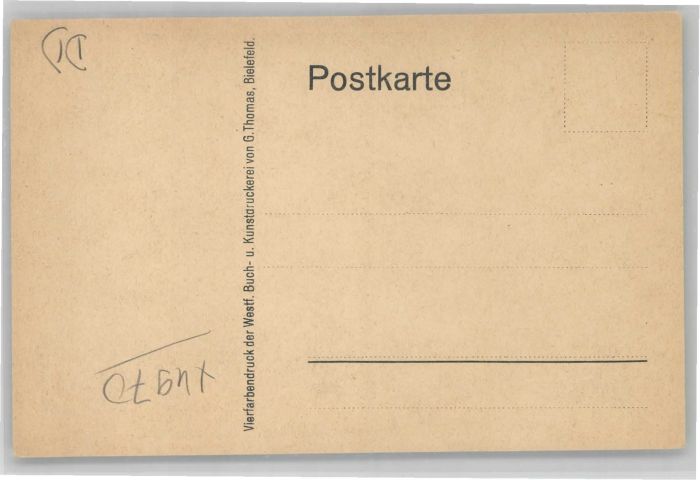 Postkarte
Vierfarbendruck der Westf. Buch- u. Kunstdruckerei von G. Thomas, Bielefeld.